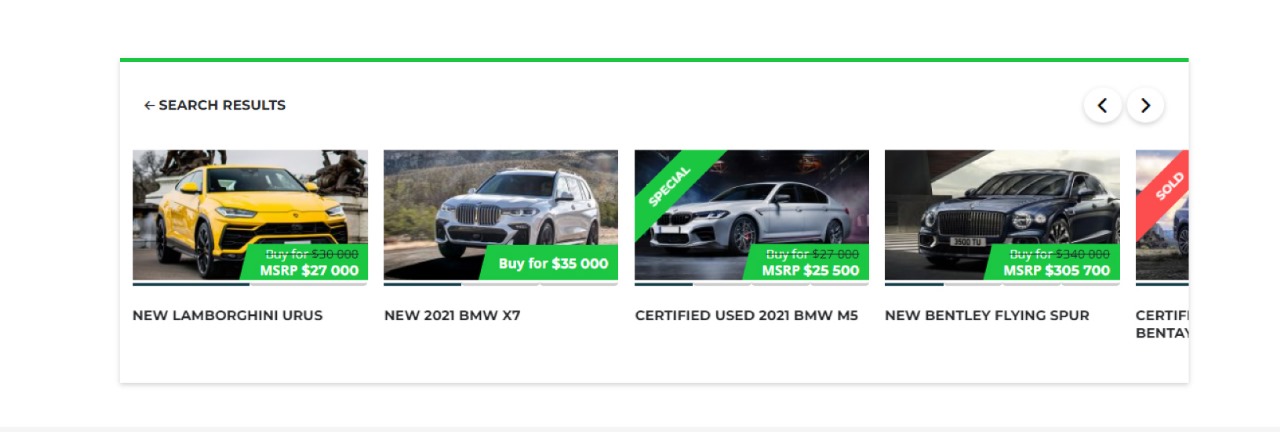 ← SEARCH RESULTS
Buy for $30 000
MSRP $27 000
NEW LAMBORGHINI URUS
Buy for $35 000
NEW 2021 BMW X7
SPECIAL
Buy for $27 000
MSRP $25 500
CERTIFIED USED 2021 BMW M5
3500 TU
Buy for $340 000
MSRP $305 700
NEW BENTLEY FLYING SPUR
SOLD
CERTIF
BENTAY